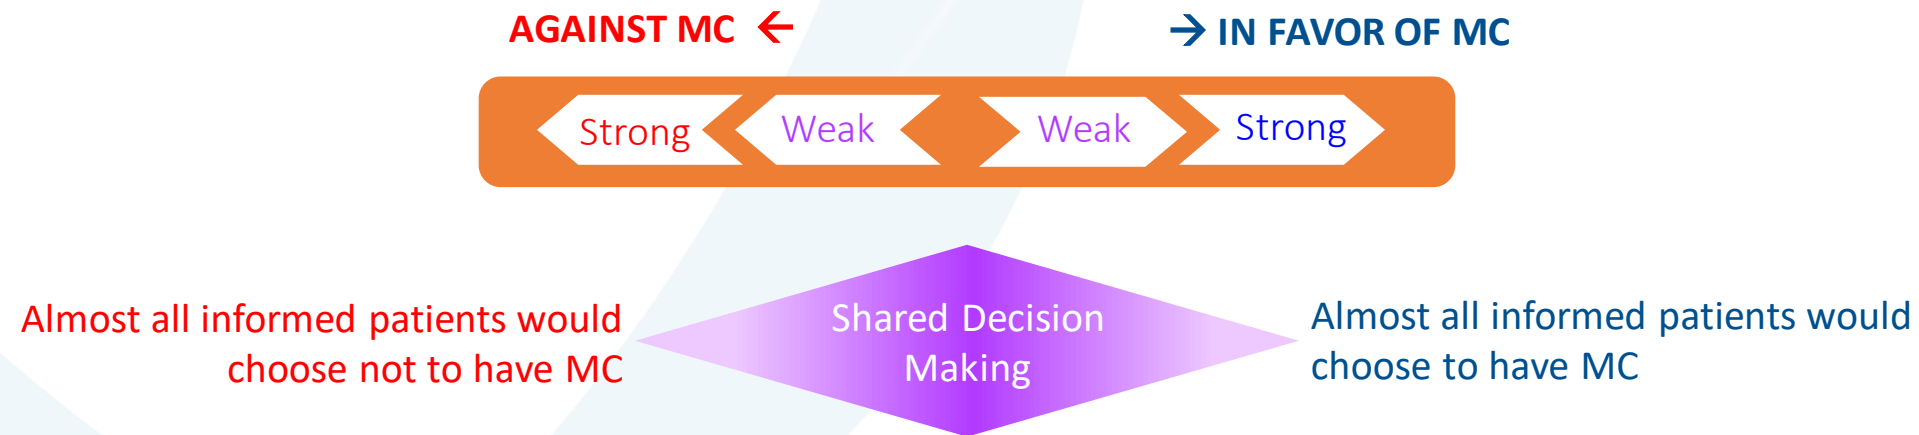 AGAINST MC ←
→ IN FAVOR OF MC
Strong
Weak
Weak
Strong
Almost all informed patients would
choose not to have MC
Shared Decision
Making
Almost all informed patients would
choose to have MC